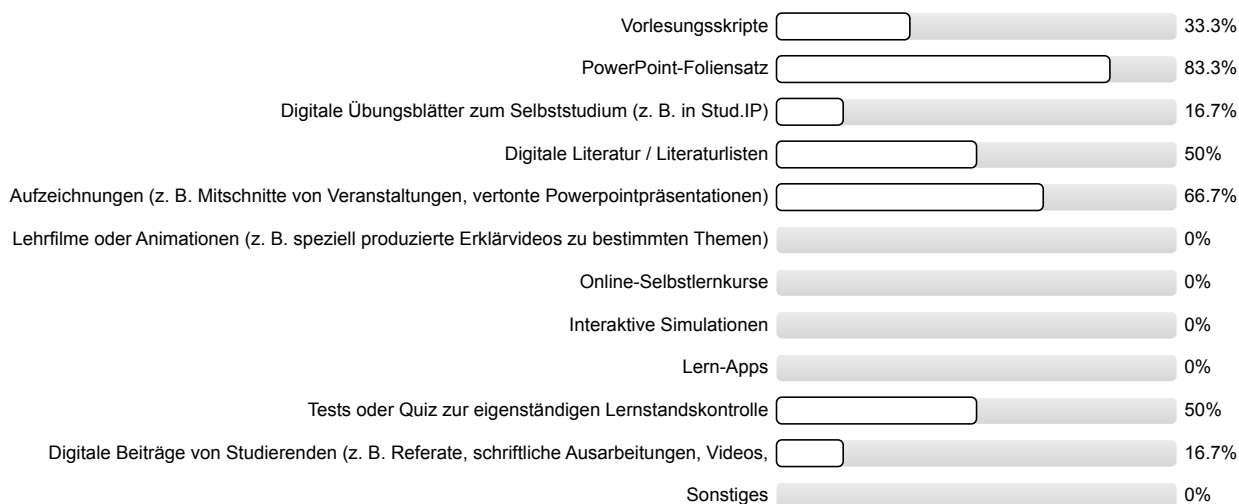 Vorlesungsskripte 33.3%
PowerPoint-Foliensatz 83.3%
Digitale Übungsblätter zum Selbststudium (z. B. in Stud.IP) 16.7%
Digitale Literatur / Literaturlisten 50%
Aufzeichnungen (z. B. Mitschnitte von Veranstaltungen, vertonte Powerpointpräsentationen) 66.7%
Lehrfilme oder Animationen (z. B. speziell produzierte Erklärvideos zu bestimmten Themen) 0%
Online-Selbstlernkurse 0%
Interaktive Simulationen 0%
Lern-Apps 0%
Tests oder Quiz zur eigenständigen Lernstandskontrolle 50%
Digitale Beiträge von Studierenden (z. B. Referate, schriftliche Ausarbeitungen, Videos, 16.7%
Sonstiges 0%